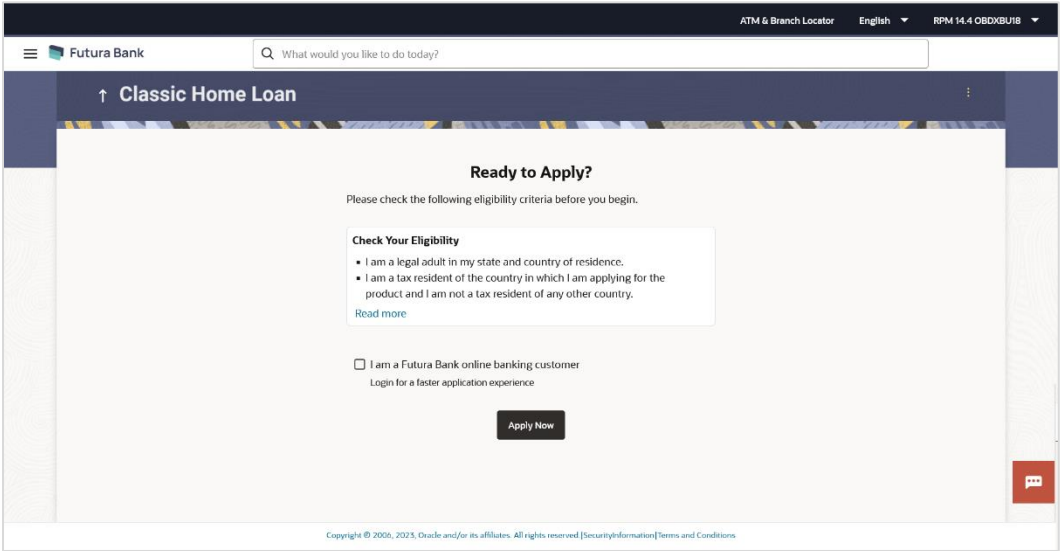 ATM & Branch Locator English RPM 14.4 OBDXBU18
Futura Bank What would you like to do today?
↑ Classic Home Loan
Ready to Apply?
Please check the following eligibility criteria before you begin.
Check Your Eligibility
▪ I am a legal adult in my state and country of residence.
▪ I am a tax resident of the country in which I am applying for the
product and I am not a tax resident of any other country.
Read more
I am a Futura Bank online banking customer
Login for a faster application experience
Apply Now
Copyright © 2006, 2023, Oracle and/or its affiliates. All rights reserved.|SecurityInformation|Terms and Conditions